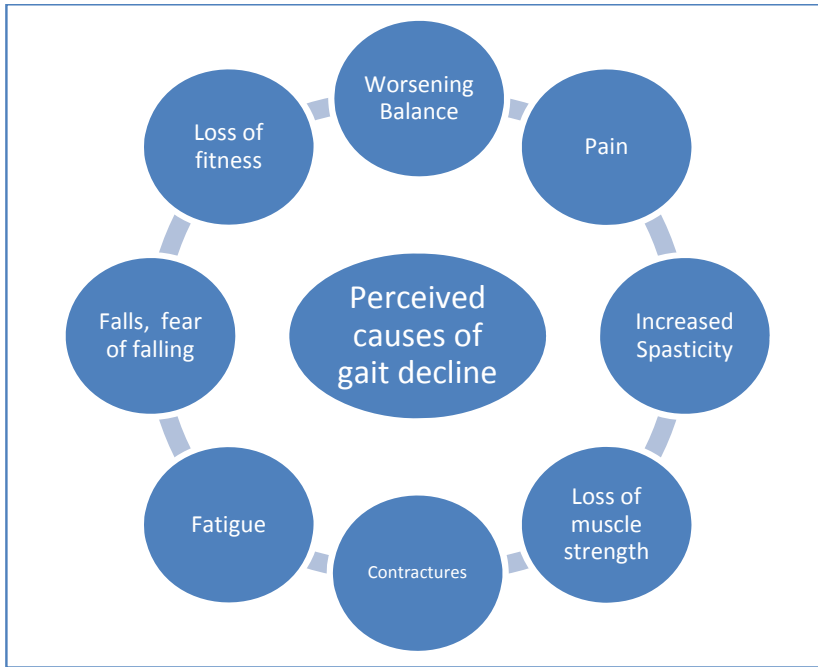 Worsening
Balance
Pain
Increased
Spasticity
Loss of
muscle
strength
Contractures
Fatigue
Falls, fear
of falling
Loss of
fitness
Perceived
causes of
gait decline